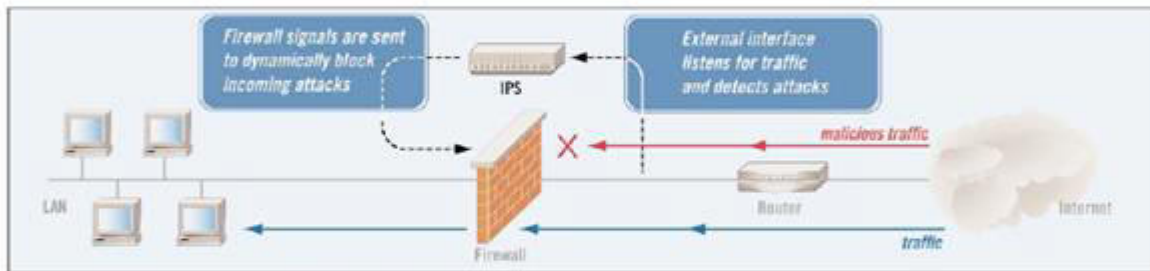 Firewall signals are sent
to dynamically block
incoming attacks
IPS
External interface
listens for traffic
and detects attacks
malicious traffic
LAN
Router
Internet
Firewall
traffic